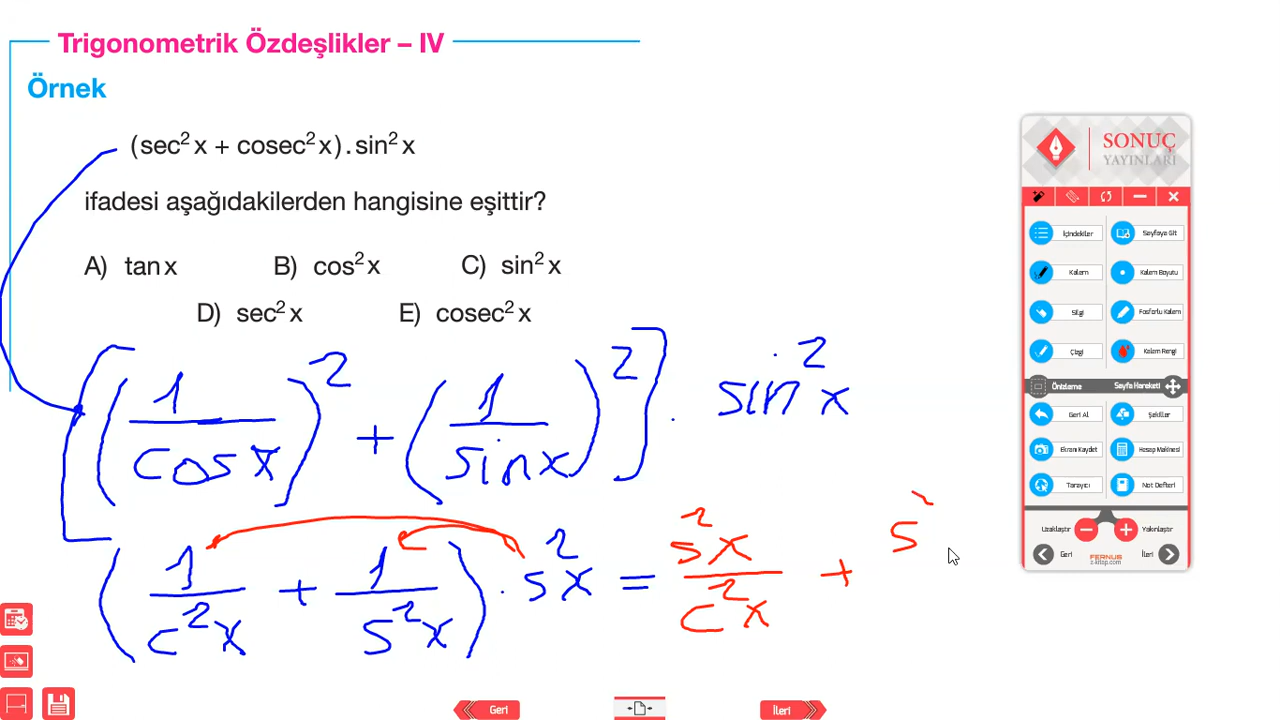 Trigonometrik Özdeşlikler – IV
Örnek
(sec²x + cosec²x).sin²x
ifadesi aşağıdakilerden hangisine eşittir?
A) tanx B) cos²x C) sin²x
D) sec²x E) cosec²x
[(1/cosx)² + (1/sinx)²] . sin²x
(1/c²x + 1/s²x) . s²x = s²x/c²x + s²
SONUÇ
YAYINLARI
İçindekiler Sayfaya Git
Kalem Kalem Boyutu
Silgi Fosforlu Kalem
Çizgi Kalem Rengi
Önizleme Sayfa Hareketi
Geri Al Şekiller
Ekranı Kaydet Hesap Makinesi
Tarayıcı Not Defteri
Uzaklaştır Yakınlaştır
Geri FERNUS İleri
Geri İleri